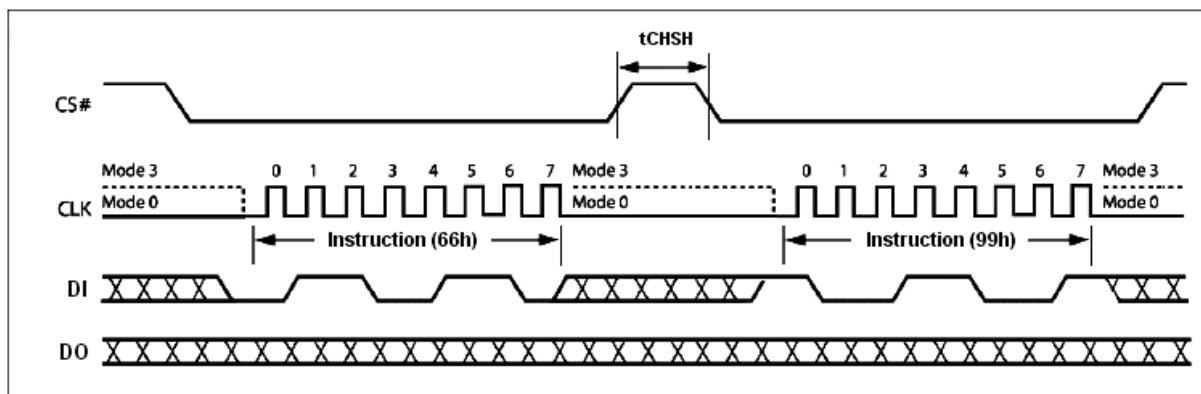 tCHSH
CS#
Mode 3 0 1 2 3 4 5 6 7 Mode 3 0 1 2 3 4 5 6 7 Mode 3
CLK Mode 0 Mode 0 Mode 0
Instruction (66h) Instruction (99h)
DI
DO